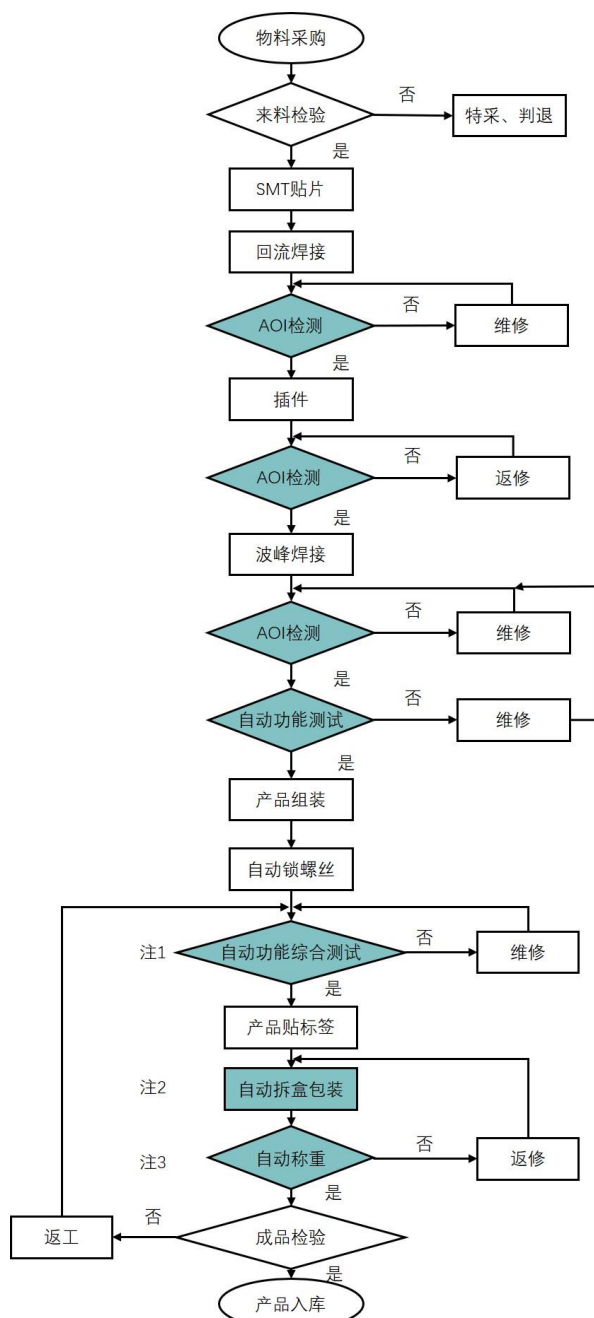 物料采购
来料检验
否
特采、判退
是
SMT贴片
回流焊接
AOI检测
否
维修
是
插件
AOI检测
否
返修
是
波峰焊接
AOI检测
否
维修
是
自动功能测试
否
维修
是
产品组装
自动锁螺丝
注1
自动功能综合测试
否
维修
是
产品贴标签
注2
自动拆盒包装
注3
自动称重
否
返修
是
返工
否
成品检验
是
产品入库